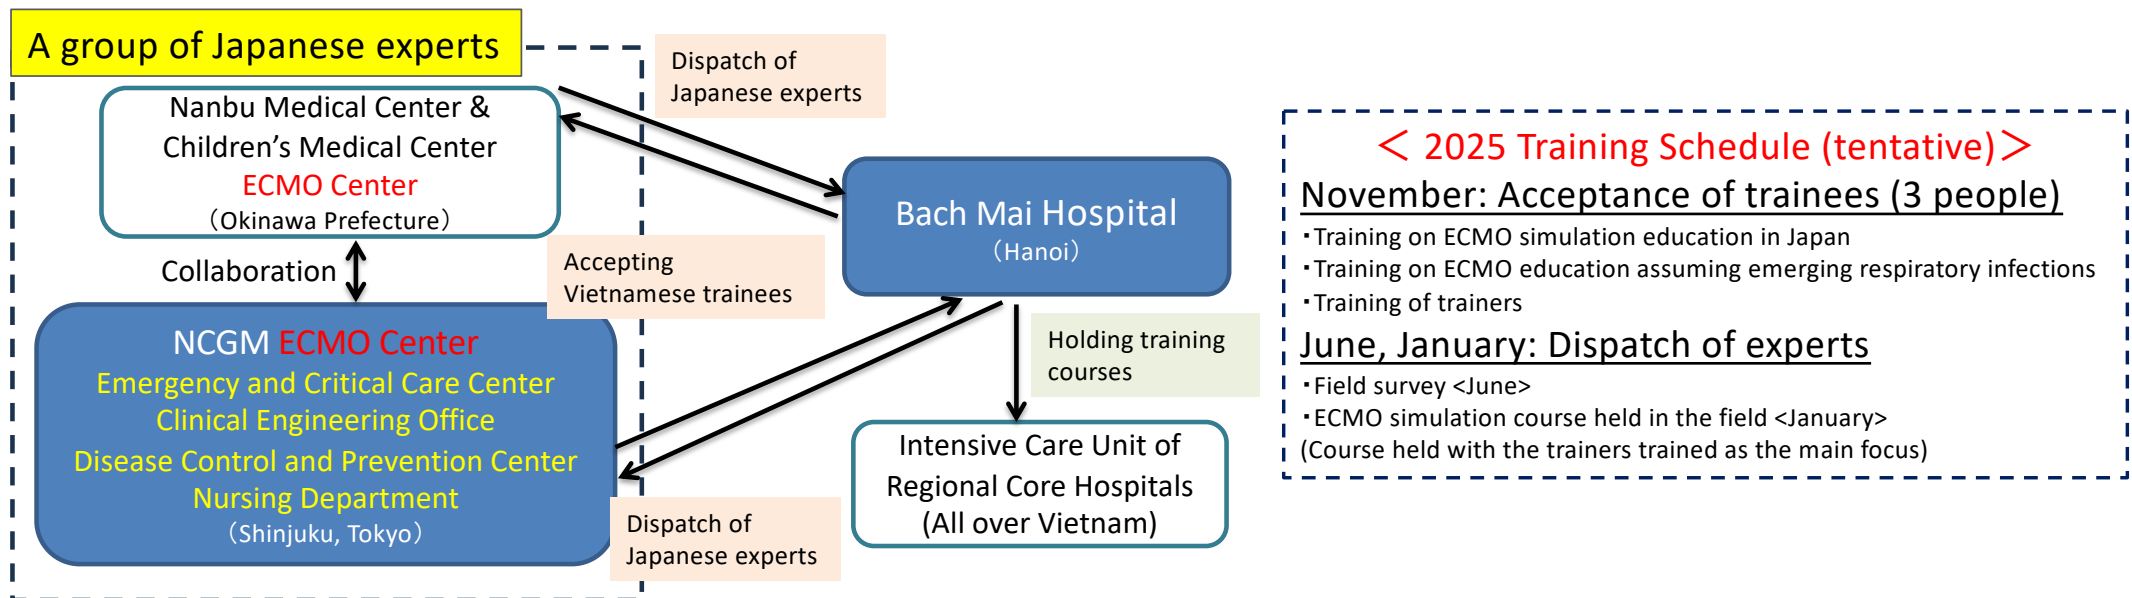 A group of Japanese experts
Nanbu Medical Center &
Children's Medical Center
ECMO Center
（Okinawa Prefecture）
Collaboration
NCGM ECMO Center
Emergency and Critical Care Center
Clinical Engineering Office
Disease Control and Prevention Center
Nursing Department
（Shinjuku, Tokyo）
Dispatch of
Japanese experts
Accepting
Vietnamese trainees
Dispatch of
Japanese experts
Bach Mai Hospital
（Hanoi）
Holding training
courses
Intensive Care Unit of
Regional Core Hospitals
(All over Vietnam)
＜ 2025 Training Schedule (tentative)＞
November: Acceptance of trainees (3 people)
・Training on ECMO simulation education in Japan
・Training on ECMO education assuming emerging respiratory infections
・Training of trainers
June, January: Dispatch of experts
・Field survey <June>
・ECMO simulation course held in the field <January>
(Course held with the trainers trained as the main focus)